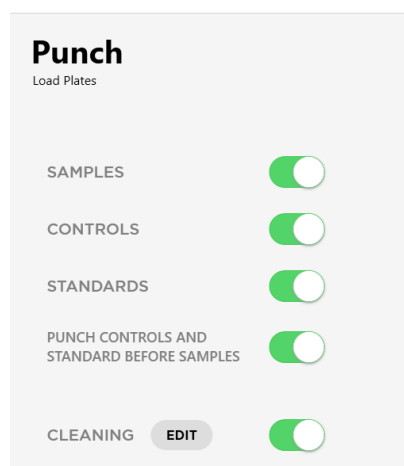 Punch
Load Plates
SAMPLES
CONTROLS
STANDARDS
PUNCH CONTROLS AND
STANDARD BEFORE SAMPLES
CLEANING EDIT